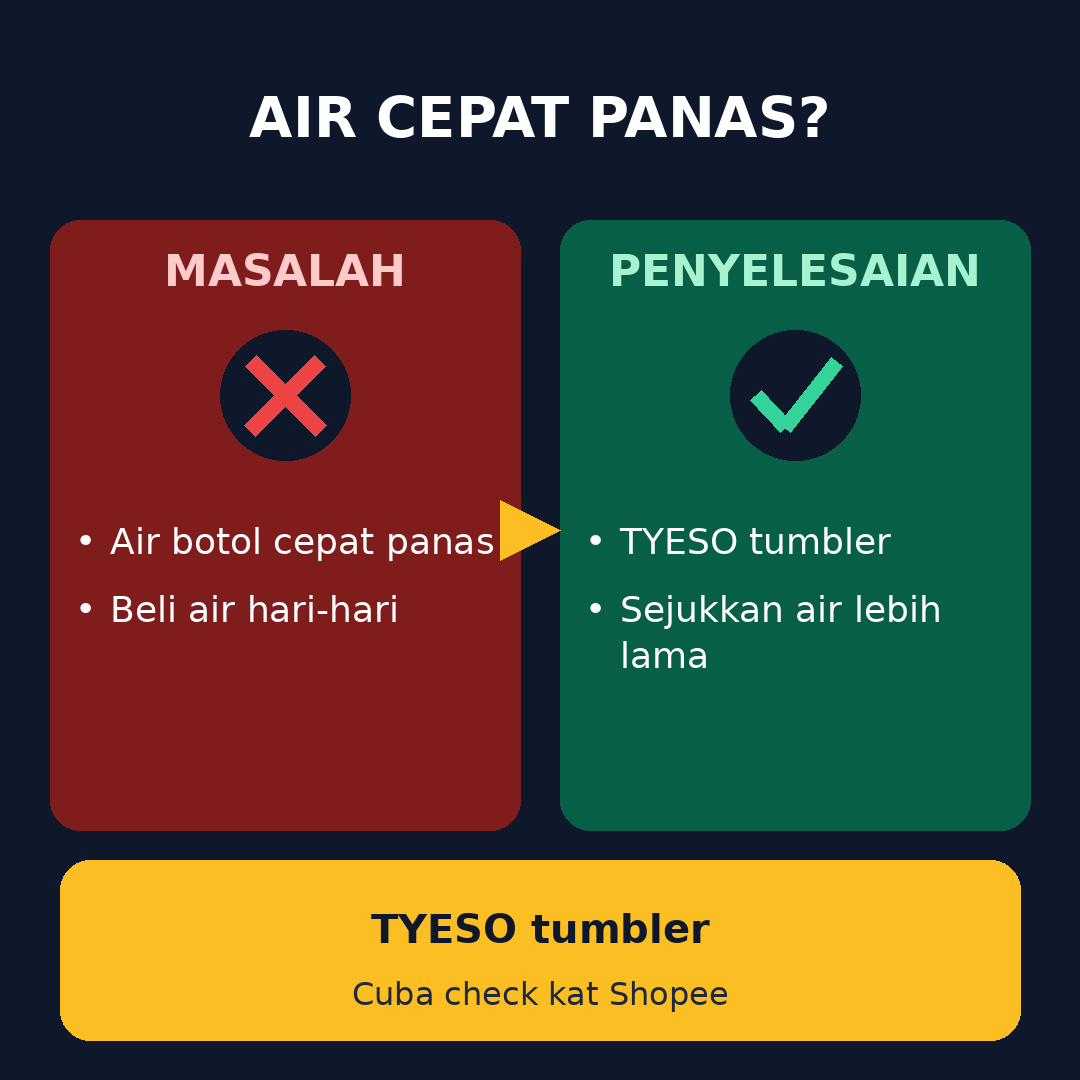 AIR CEPAT PANAS?
MASALAH
• Air botol cepat panas
• Beli air hari-hari
PENYELESAIAN
• TYESO tumbler
• Sejukkan air lebih
lama
TYESO tumbler
Cuba check kat Shopee